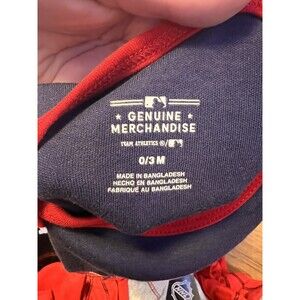 GENUINE
MERCHANDISE
TEAM ATHLETICS ©/
0/3 M
MADE IN BANGLADESH
HECHO EN BANGLADESH
FABRIQUÉ AU BANGLADESH